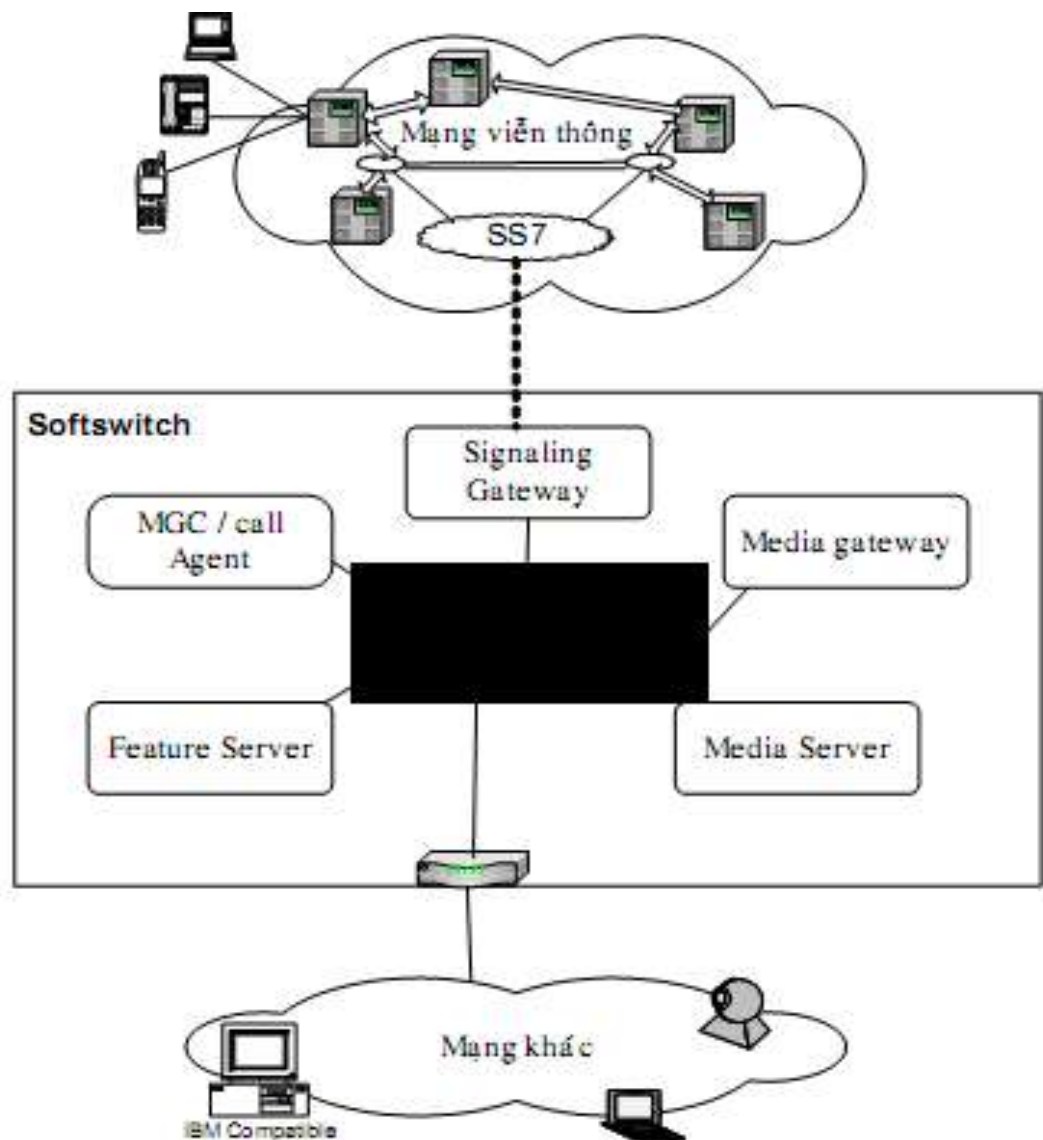 Mạng viễn thông
SS7
Softswitch
Signaling
Gateway
MGC / call
Agent
Media gateway
Feature Server
Media Server
Mạng khác
IBM Compatible